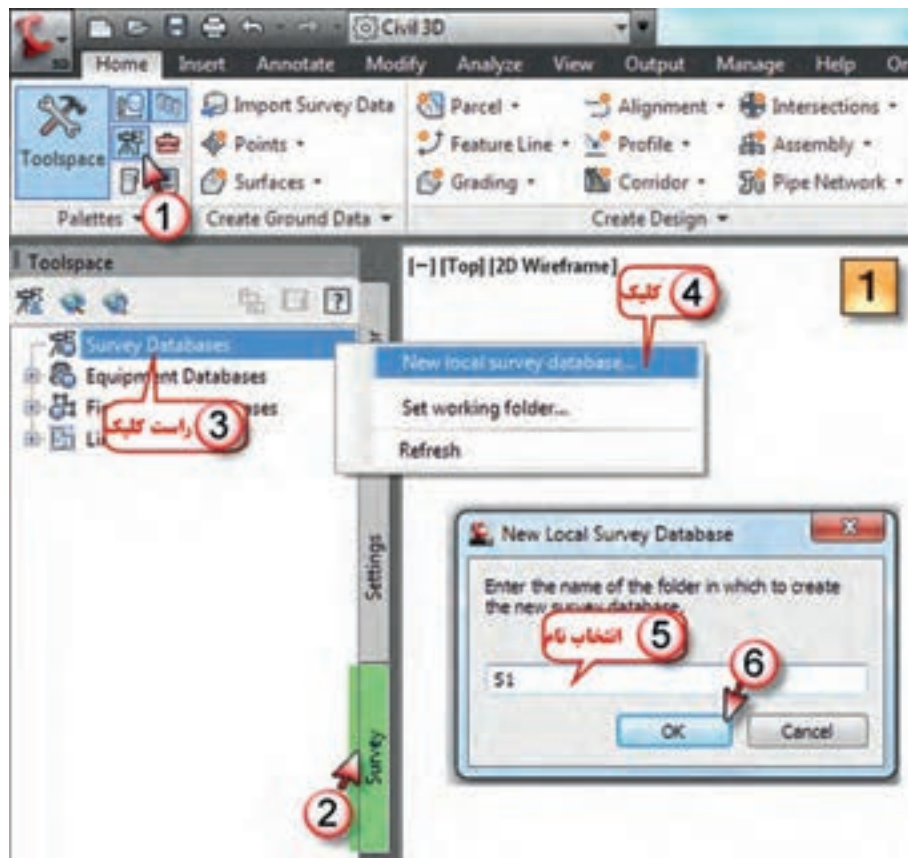 Civil 3D
3D
Home Insert Annotate Modify Analyze View Output Manage Help
Toolspace
Import Survey Data
Points
Surfaces
Parcel
Feature Line
Grading
Alignment
Profile
Corridor
Intersections
Assembly
Pipe Network
Palettes
1
Create Ground Data
Create Design
Toolspace
[−] [Top] [2D Wireframe]
1
4 کلیک
Survey Databases
Equipment Databases
3 راست کلیک
New local survey database...
Set working folder...
Refresh
Settings
Survey
2
New Local Survey Database
Enter the name of the folder in which to create
the new survey database.
5 انتخاب نام
S1
6
OK
Cancel